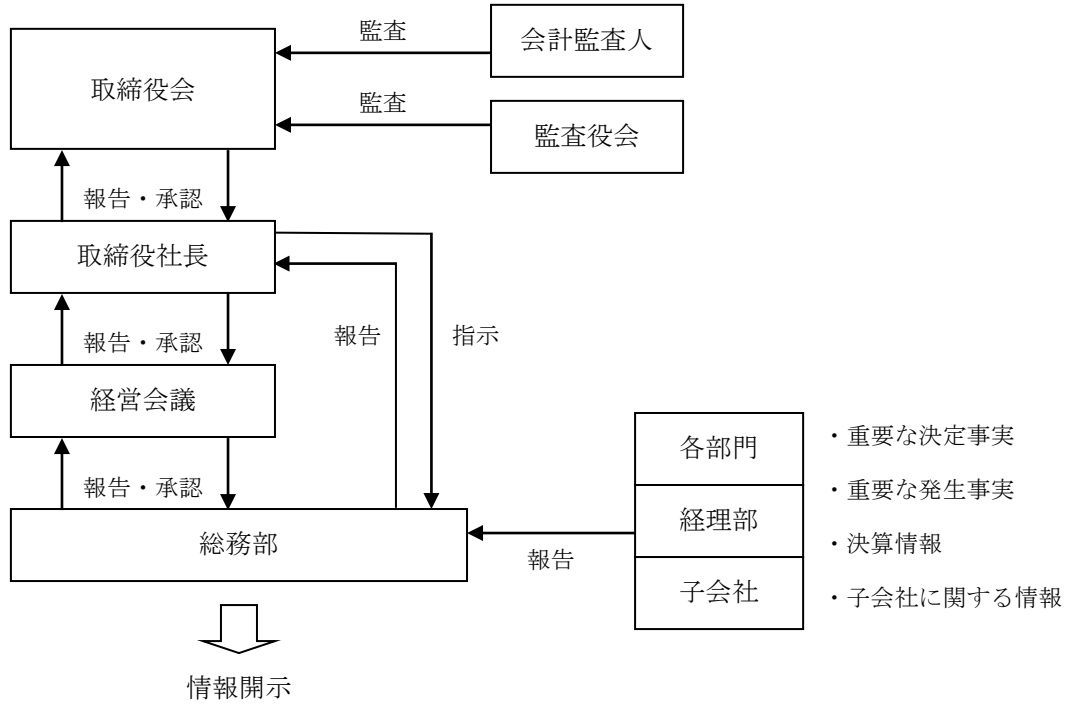 監査
会計監査人
取締役会
監査
監査役会
報告・承認
取締役社長
報告
指示
報告・承認
経営会議
各部門
・重要な決定事実
報告・承認
・重要な発生事実
経理部
総務部
・決算情報
報告
子会社
・子会社に関する情報
情報開示